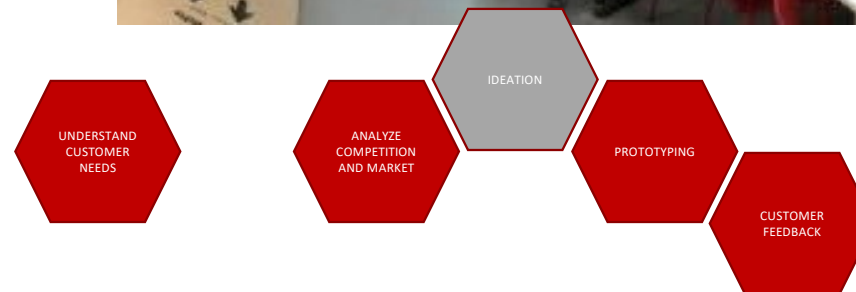 UNDERSTAND
CUSTOMER
NEEDS
ANALYZE
COMPETITION
AND MARKET
IDEATION
PROTOTYPING
CUSTOMER
FEEDBACK